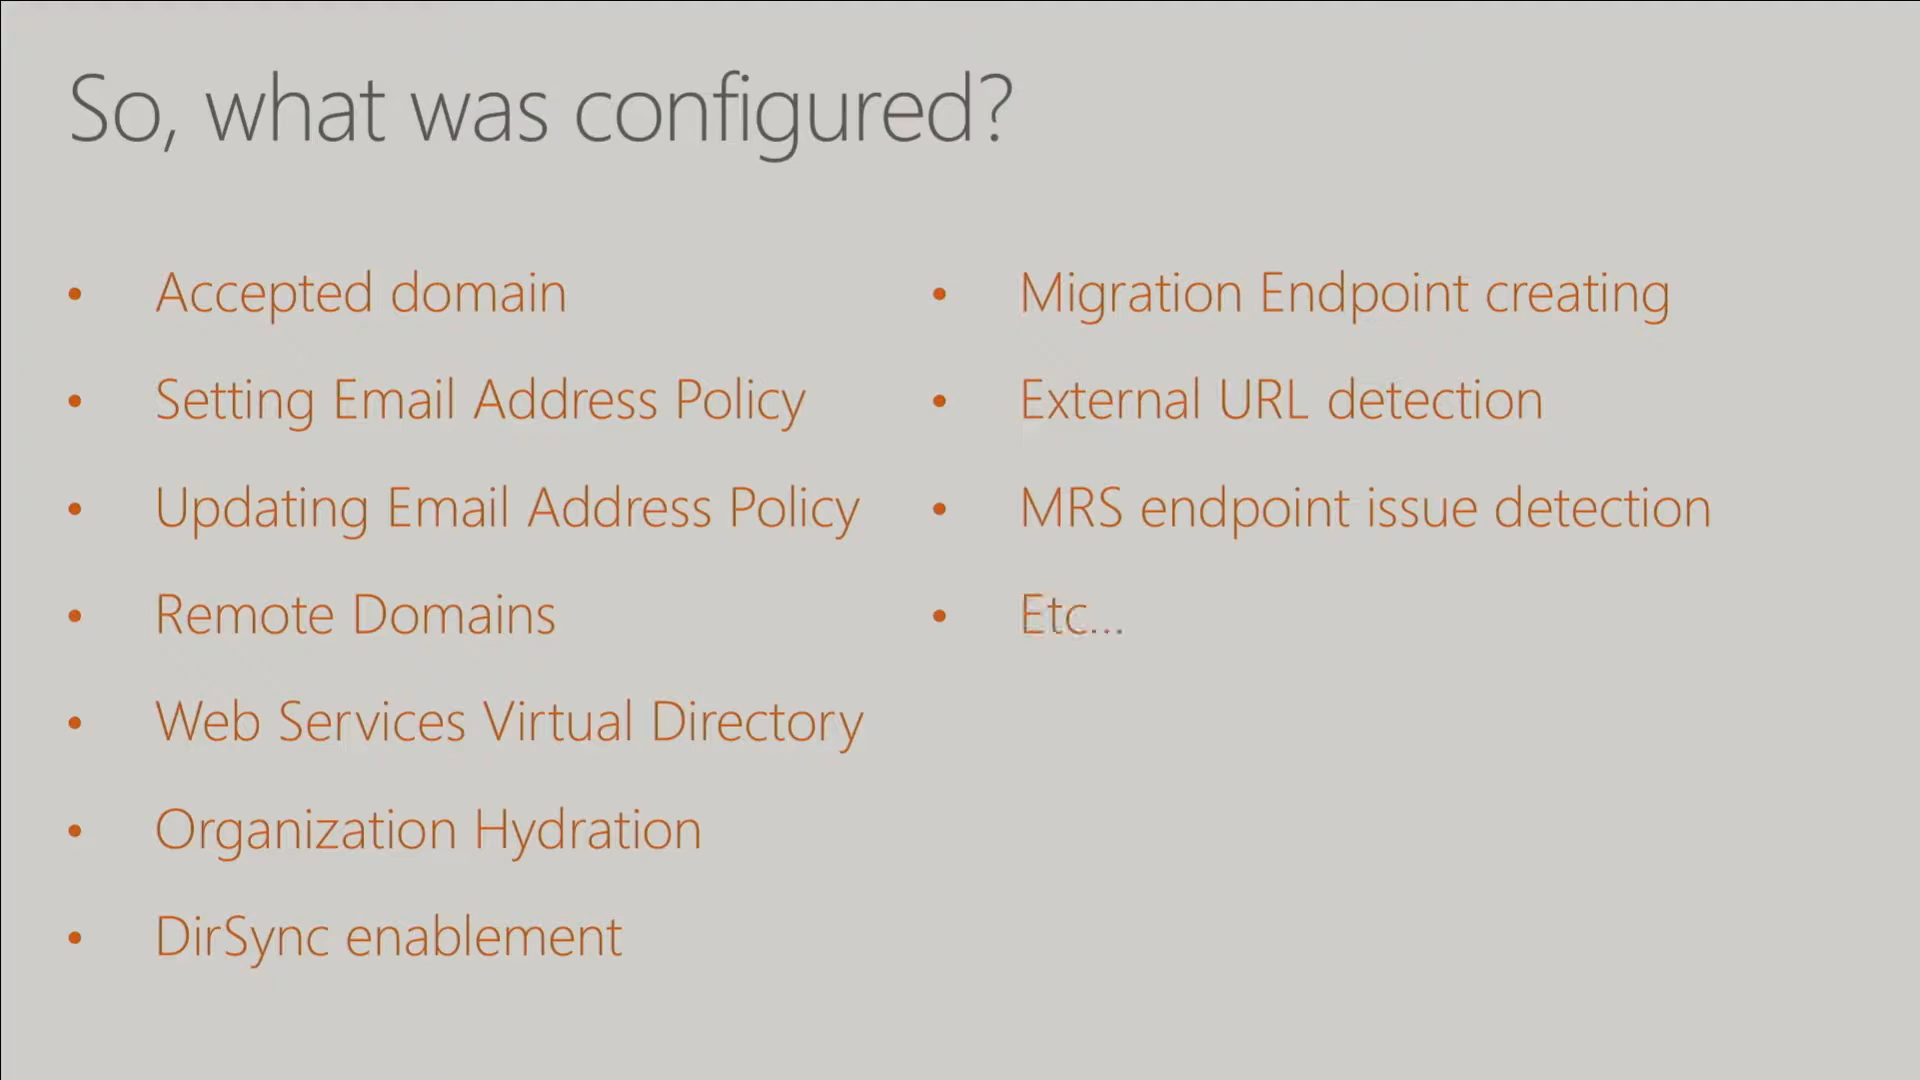 So, what was configured?
• Accepted domain
• Setting Email Address Policy
• Updating Email Address Policy
• Remote Domains
• Web Services Virtual Directory
• Organization Hydration
• DirSync enablement
• Migration Endpoint creating
• External URL detection
• MRS endpoint issue detection
• Etc...